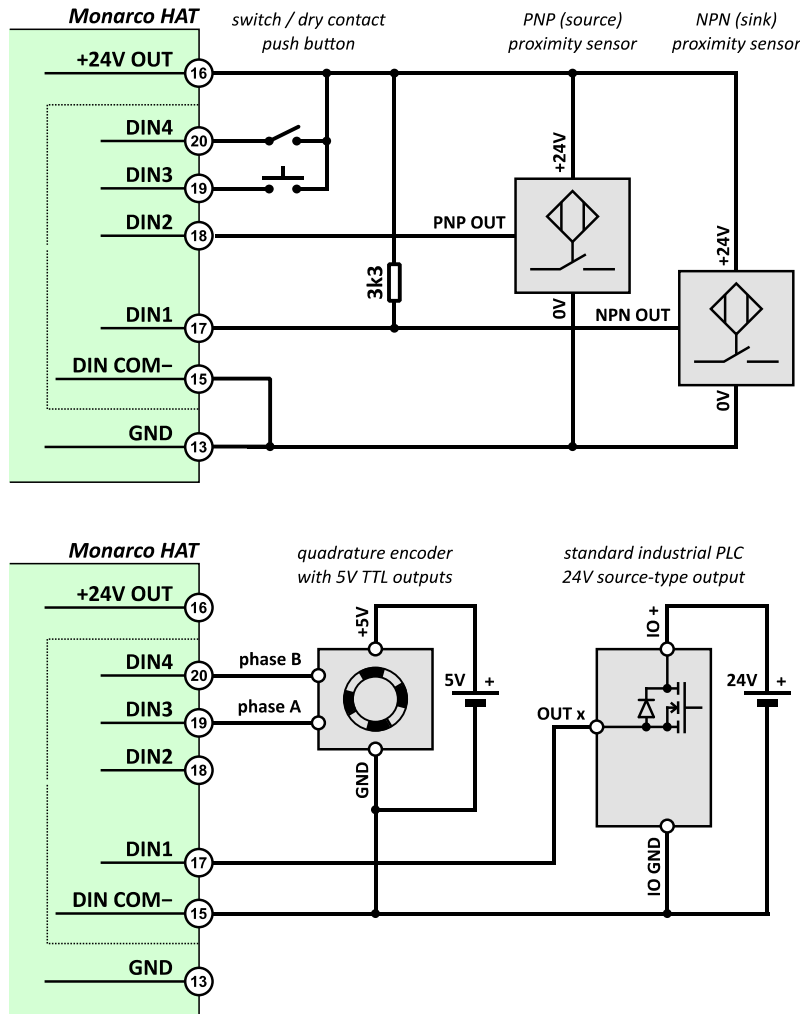 Monarco HAT
switch / dry contact
push button
PNP (source)
proximity sensor
NPN (sink)
proximity sensor
+24V OUT
16
DIN4
20
DIN3
19
DIN2
18
PNP OUT
+24V
0V
3k3
DIN1
17
NPN OUT
+24V
0V
DIN COM–
15
GND
13
Monarco HAT
quadrature encoder
with 5V TTL outputs
standard industrial PLC
24V source-type output
+24V OUT
16
+5V
IO +
DIN4
20
phase B
5V
+
24V
+
DIN3
19
phase A
OUT x
DIN2
18
GND
DIN1
17
IO GND
DIN COM–
15
GND
13